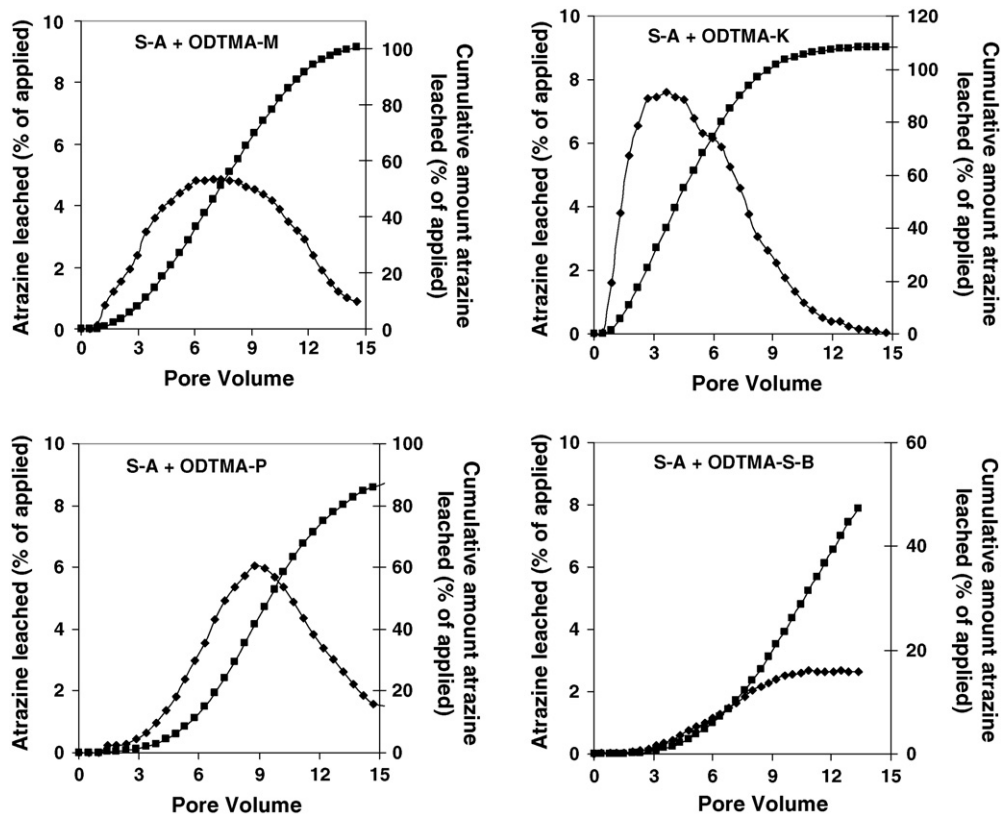 S-A + ODTMA-M
Atrazine leached (% of applied)
10
8
6
4
2
0
0 3 6 9 12 15
Pore Volume
100
80
60
40
20
0
Cumulative amount atrazine
leached (% of applied)
S-A + ODTMA-K
Atrazine leached (% of applied)
10
8
6
4
2
0
0 3 6 9 12 15
Pore Volume
120
100
80
60
40
20
0
Cumulative amount atrazine
leached (% of applied)
S-A + ODTMA-P
Atrazine leached (% of applied)
10
8
6
4
2
0
0 3 6 9 12 15
Pore Volume
100
80
60
40
20
0
Cumulative amount atrazine
leached (% of applied)
S-A + ODTMA-S-B
Atrazine leached (% of applied)
10
8
6
4
2
0
0 3 6 9 12 15
Pore Volume
60
40
20
0
Cumulative amount atrazine
leached (% of applied)